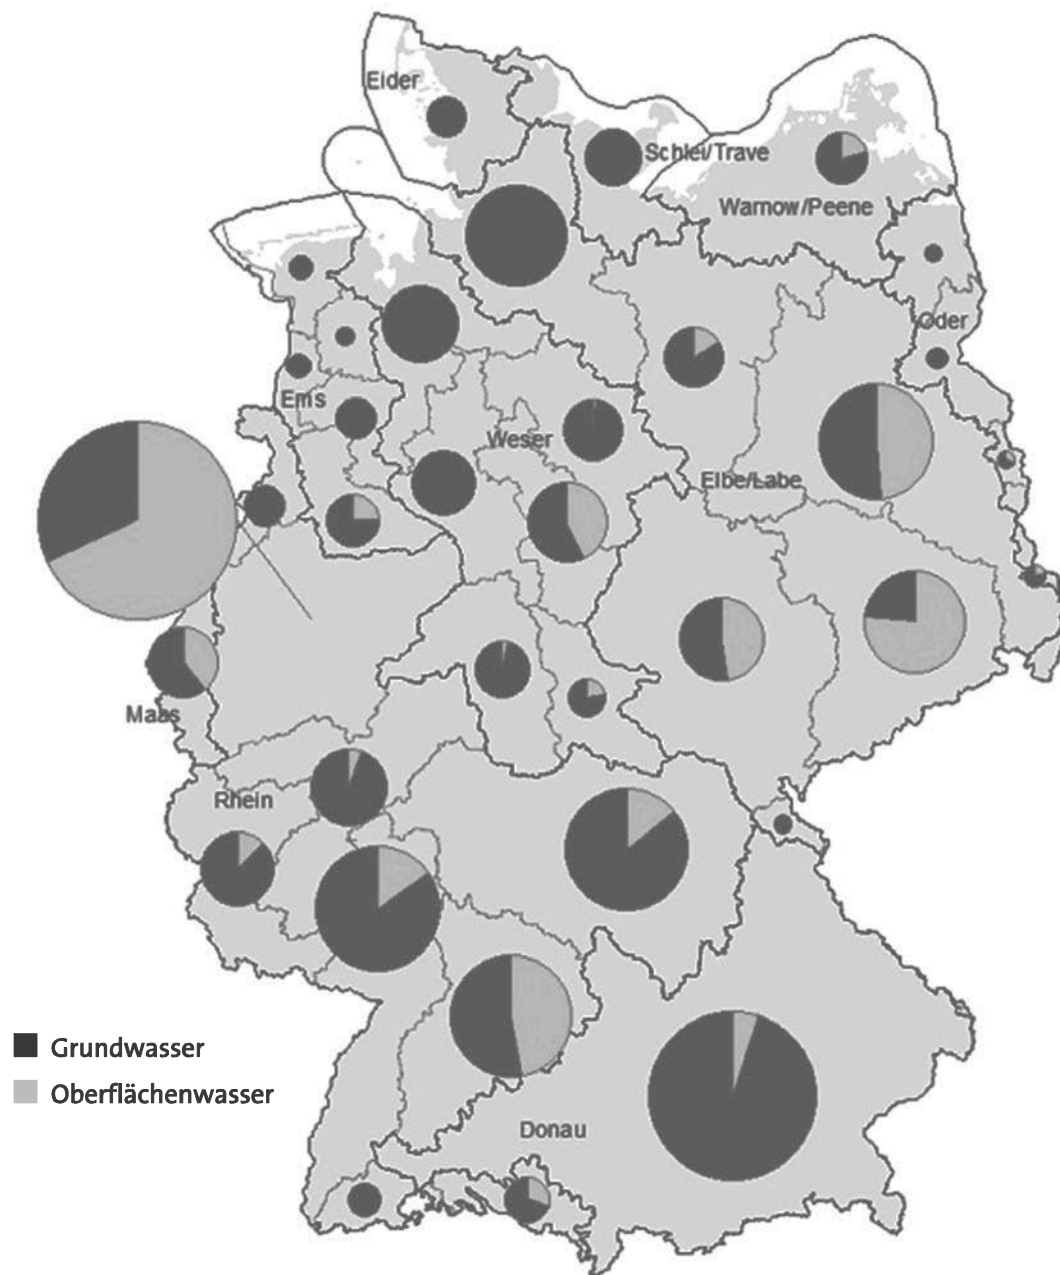 Eider
Schlei/Trave
Warnow/Peene
Oder
Ems
Weser
Elbe/Labe
Maas
Rhein
Grundwasser
Oberflächenwasser
Donau